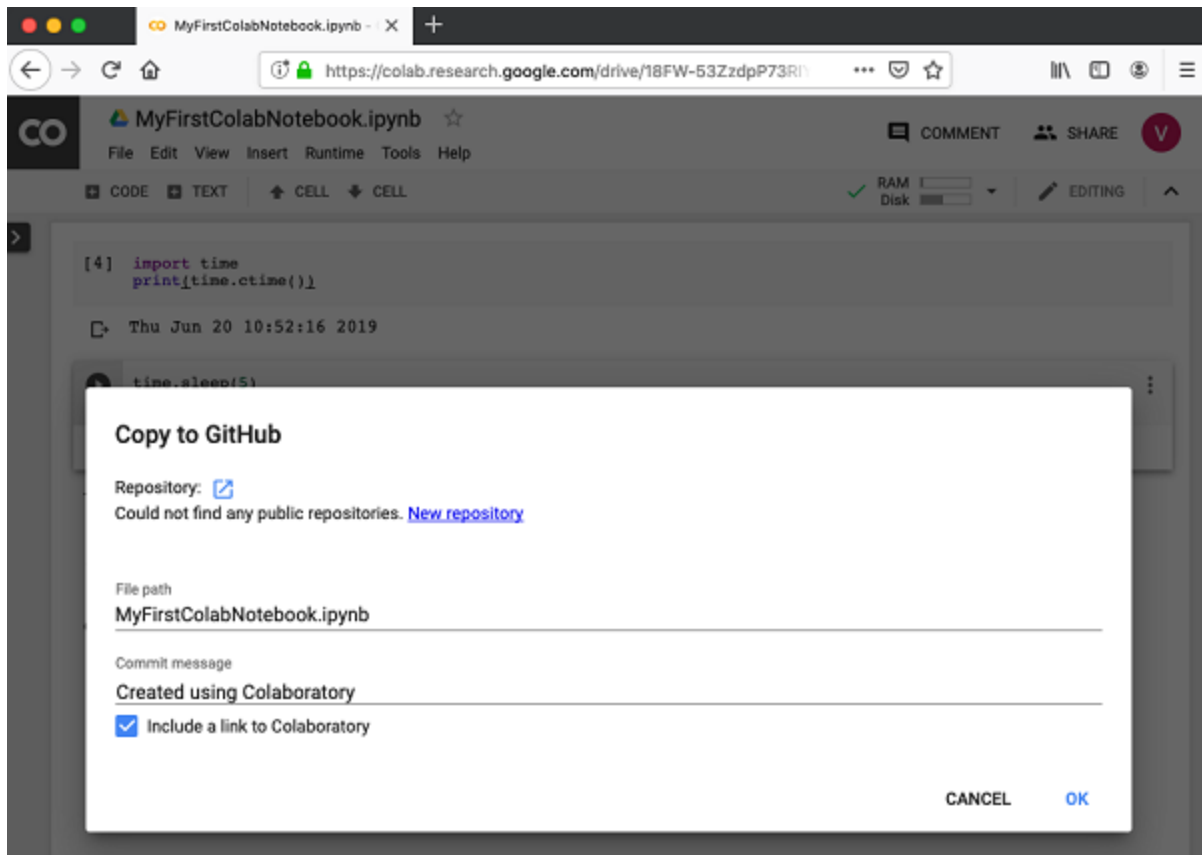 MyFirstColabNotebook.ipynb -
https://colab.research.google.com/drive/18FW-53ZzdpP73RI
CO MyFirstColabNotebook.ipynb
COMMENT SHARE V
File Edit View Insert Runtime Tools Help
CODE TEXT CELL CELL
RAM
Disk
EDITING
[4] import time
print(time.ctime())
Thu Jun 20 10:52:16 2019
time.sleep(5)
Copy to GitHub
Repository:
Could not find any public repositories. New repository
File path
MyFirstColabNotebook.ipynb
Commit message
Created using Colaboratory
Include a link to Colaboratory
CANCEL OK